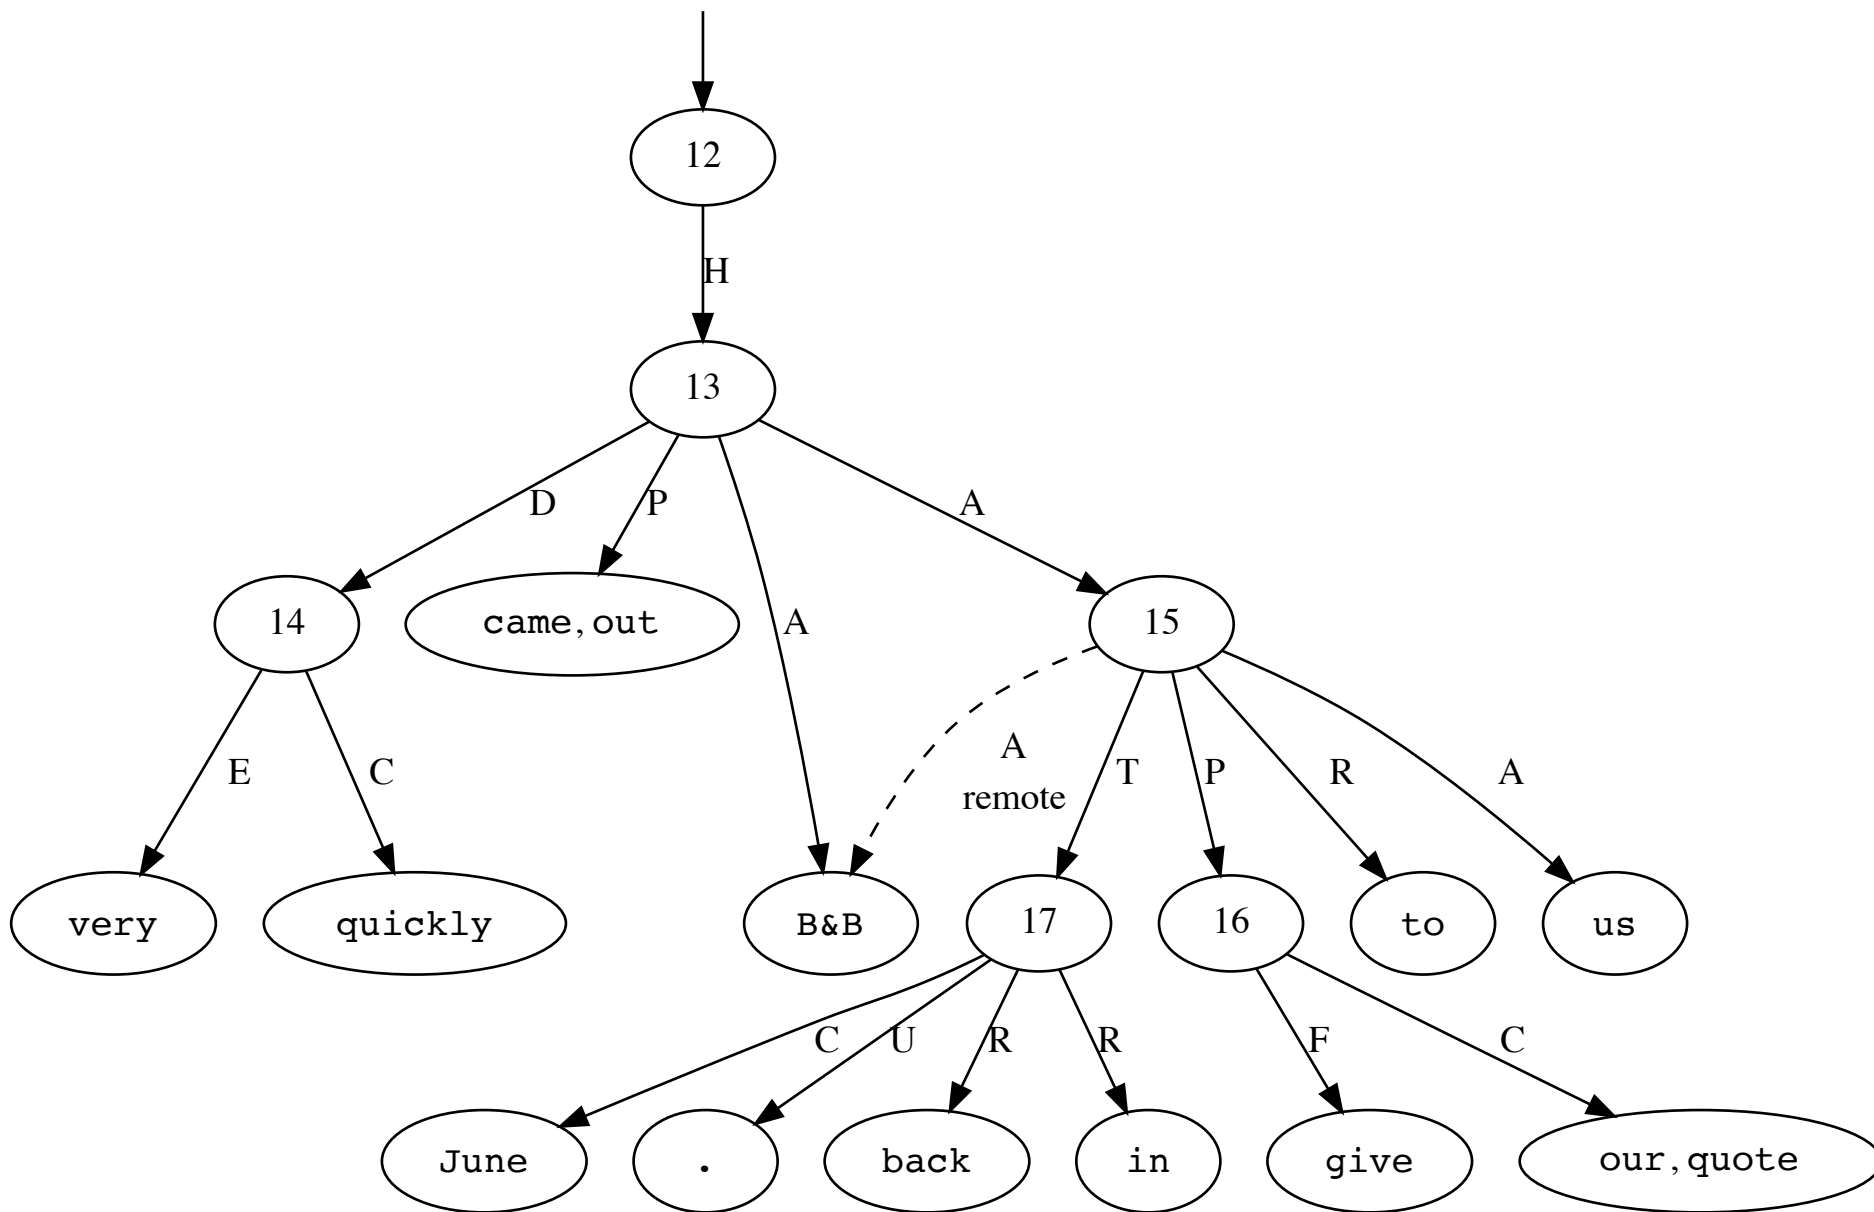 12
H
13
D P A
14 came,out A 15
E C A remote T P R A
very quickly B&B 17 16 to us
C U R R F C
June . back in give our,quote